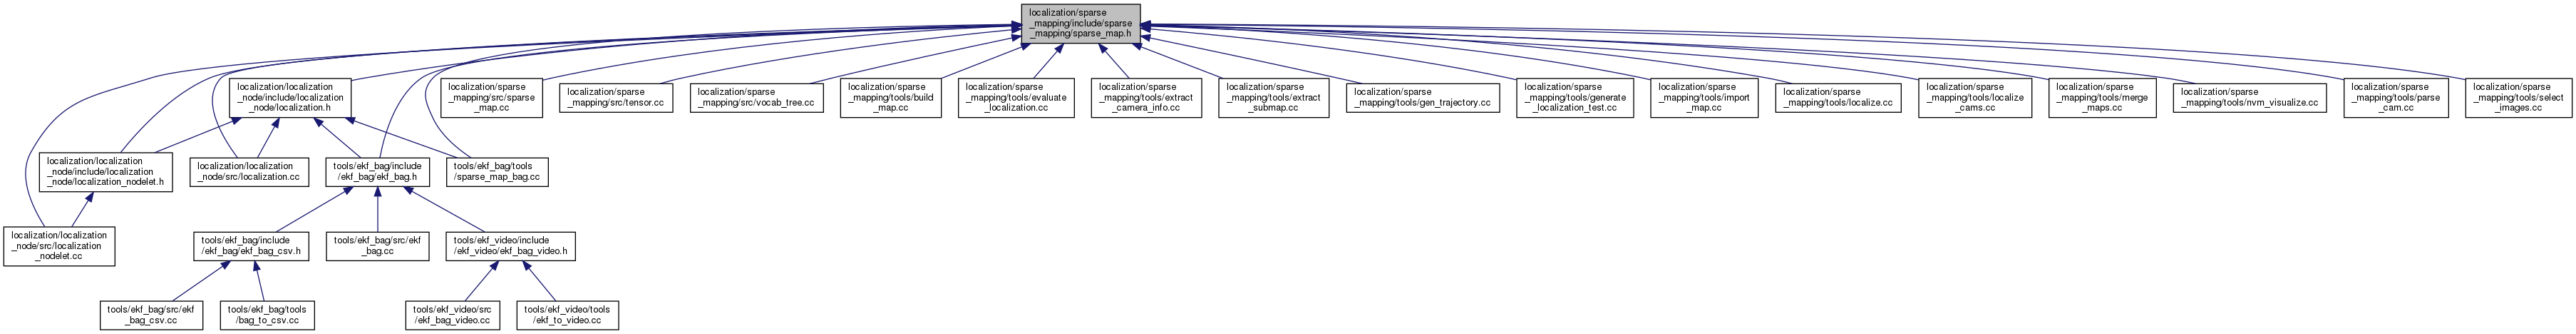 localization/sparse
_mapping/include/sparse
_mapping/sparse_map.h
localization/localization
_node/include/localization
_node/localization.h
localization/sparse
_mapping/src/sparse
_map.cc
localization/sparse
_mapping/src/tensor.cc
localization/sparse
_mapping/src/vocab_tree.cc
localization/sparse
_mapping/tools/build
_map.cc
localization/sparse
_mapping/tools/evaluate
_localization.cc
localization/sparse
_mapping/tools/extract
_camera_info.cc
localization/sparse
_mapping/tools/extract
_submap.cc
localization/sparse
_mapping/tools/gen_trajectory.cc
localization/sparse
_mapping/tools/generate
_localization_test.cc
localization/sparse
_mapping/tools/import
_map.cc
localization/sparse
_mapping/tools/localize.cc
localization/sparse
_mapping/tools/localize
_cams.cc
localization/sparse
_mapping/tools/merge
_maps.cc
localization/sparse
_mapping/tools/nvm_visualize.cc
localization/sparse
_mapping/tools/parse
_cam.cc
localization/sparse
_mapping/tools/select
_images.cc
localization/localization
_node/include/localization
_node/localization_nodelet.h
localization/localization
_node/src/localization.cc
tools/ekf_bag/include
/ekf_bag/ekf_bag.h
tools/ekf_bag/tools
/sparse_map_bag.cc
localization/localization
_node/src/localization
_nodelet.cc
tools/ekf_bag/include
/ekf_bag/ekf_bag_csv.h
tools/ekf_bag/src/ekf
_bag.cc
tools/ekf_video/include
/ekf_video/ekf_bag_video.h
tools/ekf_bag/src/ekf
_bag_csv.cc
tools/ekf_bag/tools
/bag_to_csv.cc
tools/ekf_video/src
/ekf_bag_video.cc
tools/ekf_video/tools
/ekf_to_video.cc